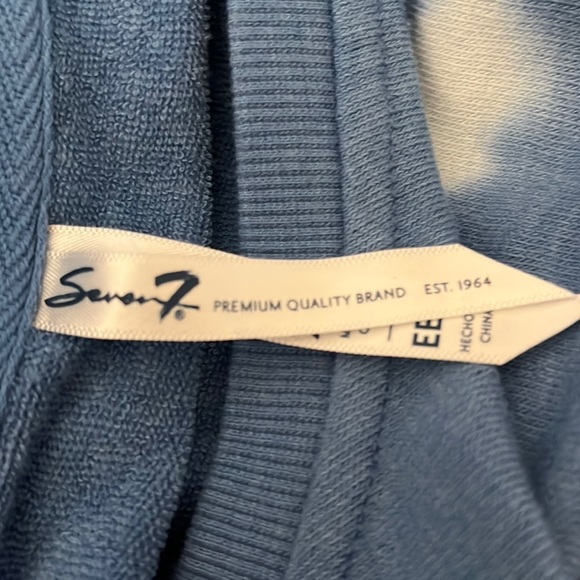 Seven7® PREMIUM QUALITY BRAND EST. 1964
EE
HECHO
CHINA